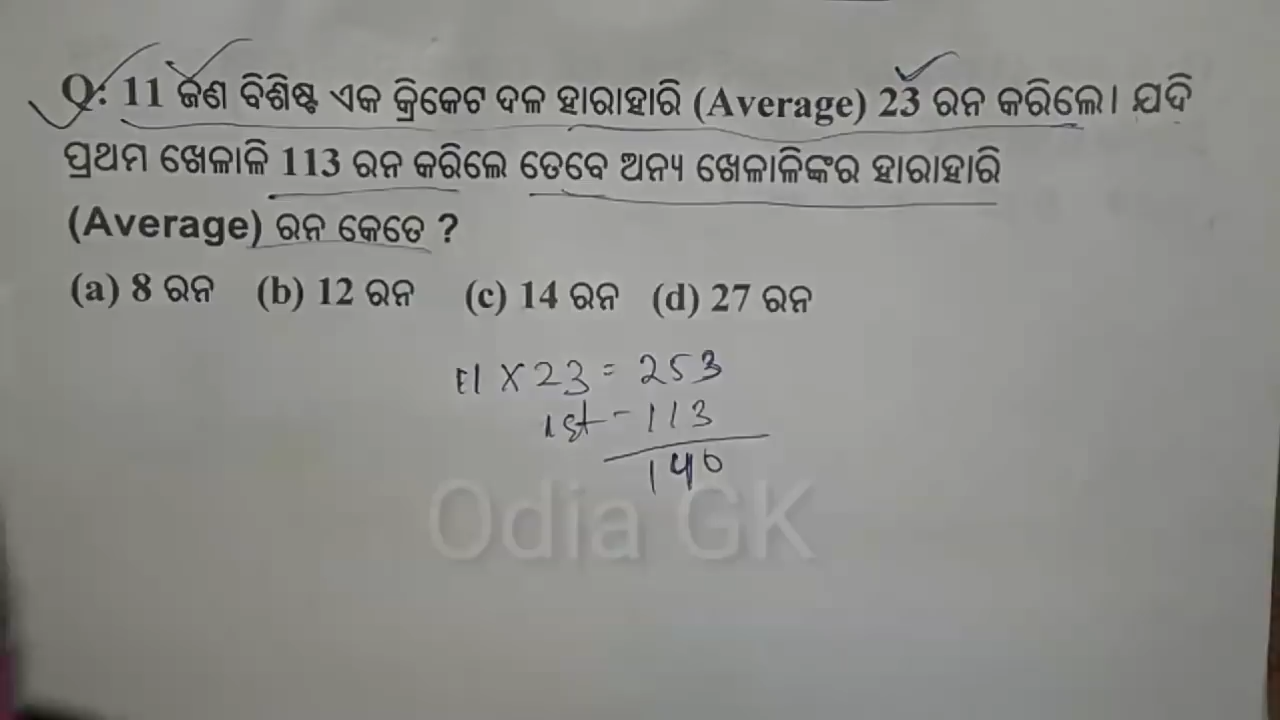 Q: 11 ଜଣ ବିଶିଷ୍ଟ ଏକ କ୍ରିକେଟ ଦଳ ହାରାହାରି (Average) 23 ରନ କରିଲେ। ଯଦି
ପ୍ରଥମ ଖେଳାଳି 113 ରନ କରିଲେ ତେବେ ଅନ୍ୟ ଖେଳାଳିଙ୍କର ହାରାହାରି
(Average) ରନ କେତେ ?
(a) 8 ରନ (b) 12 ରନ (c) 14 ରନ (d) 27 ରନ
11 X 23 = 253
1st - 113
140
Odia GK